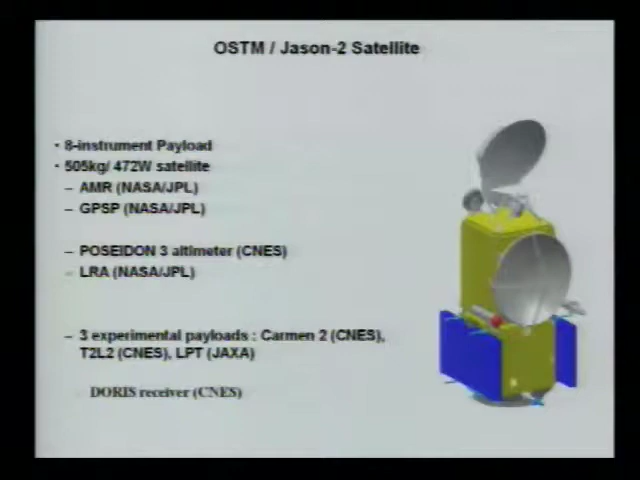 OSTM / Jason-2 Satellite
· 8-instrument Payload
· 505kg/ 472W satellite
– AMR (NASA/JPL)
– GPSP (NASA/JPL)
– POSEIDON 3 altimeter (CNES)
– LRA (NASA/JPL)
– 3 experimental payloads : Carmen 2 (CNES),
T2L2 (CNES), LPT (JAXA)
DORIS receiver (CNES)